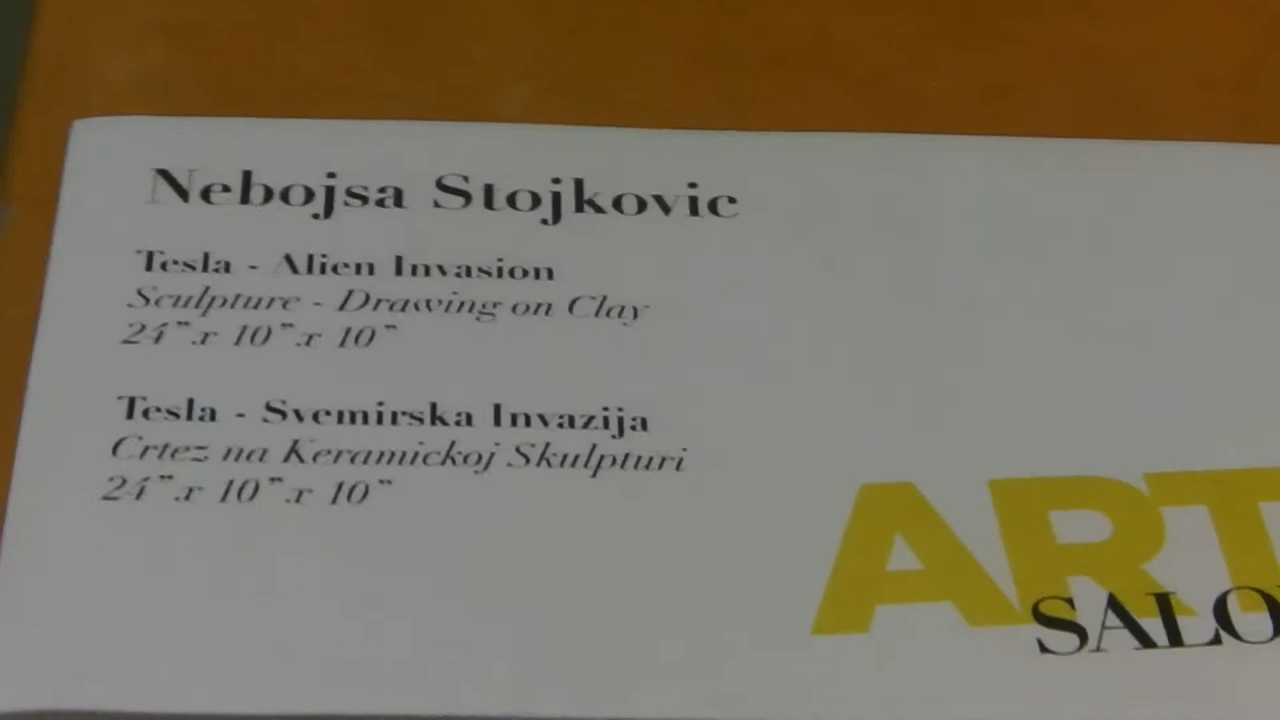 Nebojsa Stojkovic
Tesla - Alien Invasion
Sculpture - Drawing on Clay
24" x 10" x 10"
Tesla - Svemirska Invazija
Crtez na Keramickoj Skulpturi
24" x 10" x 10"
ART
SALO